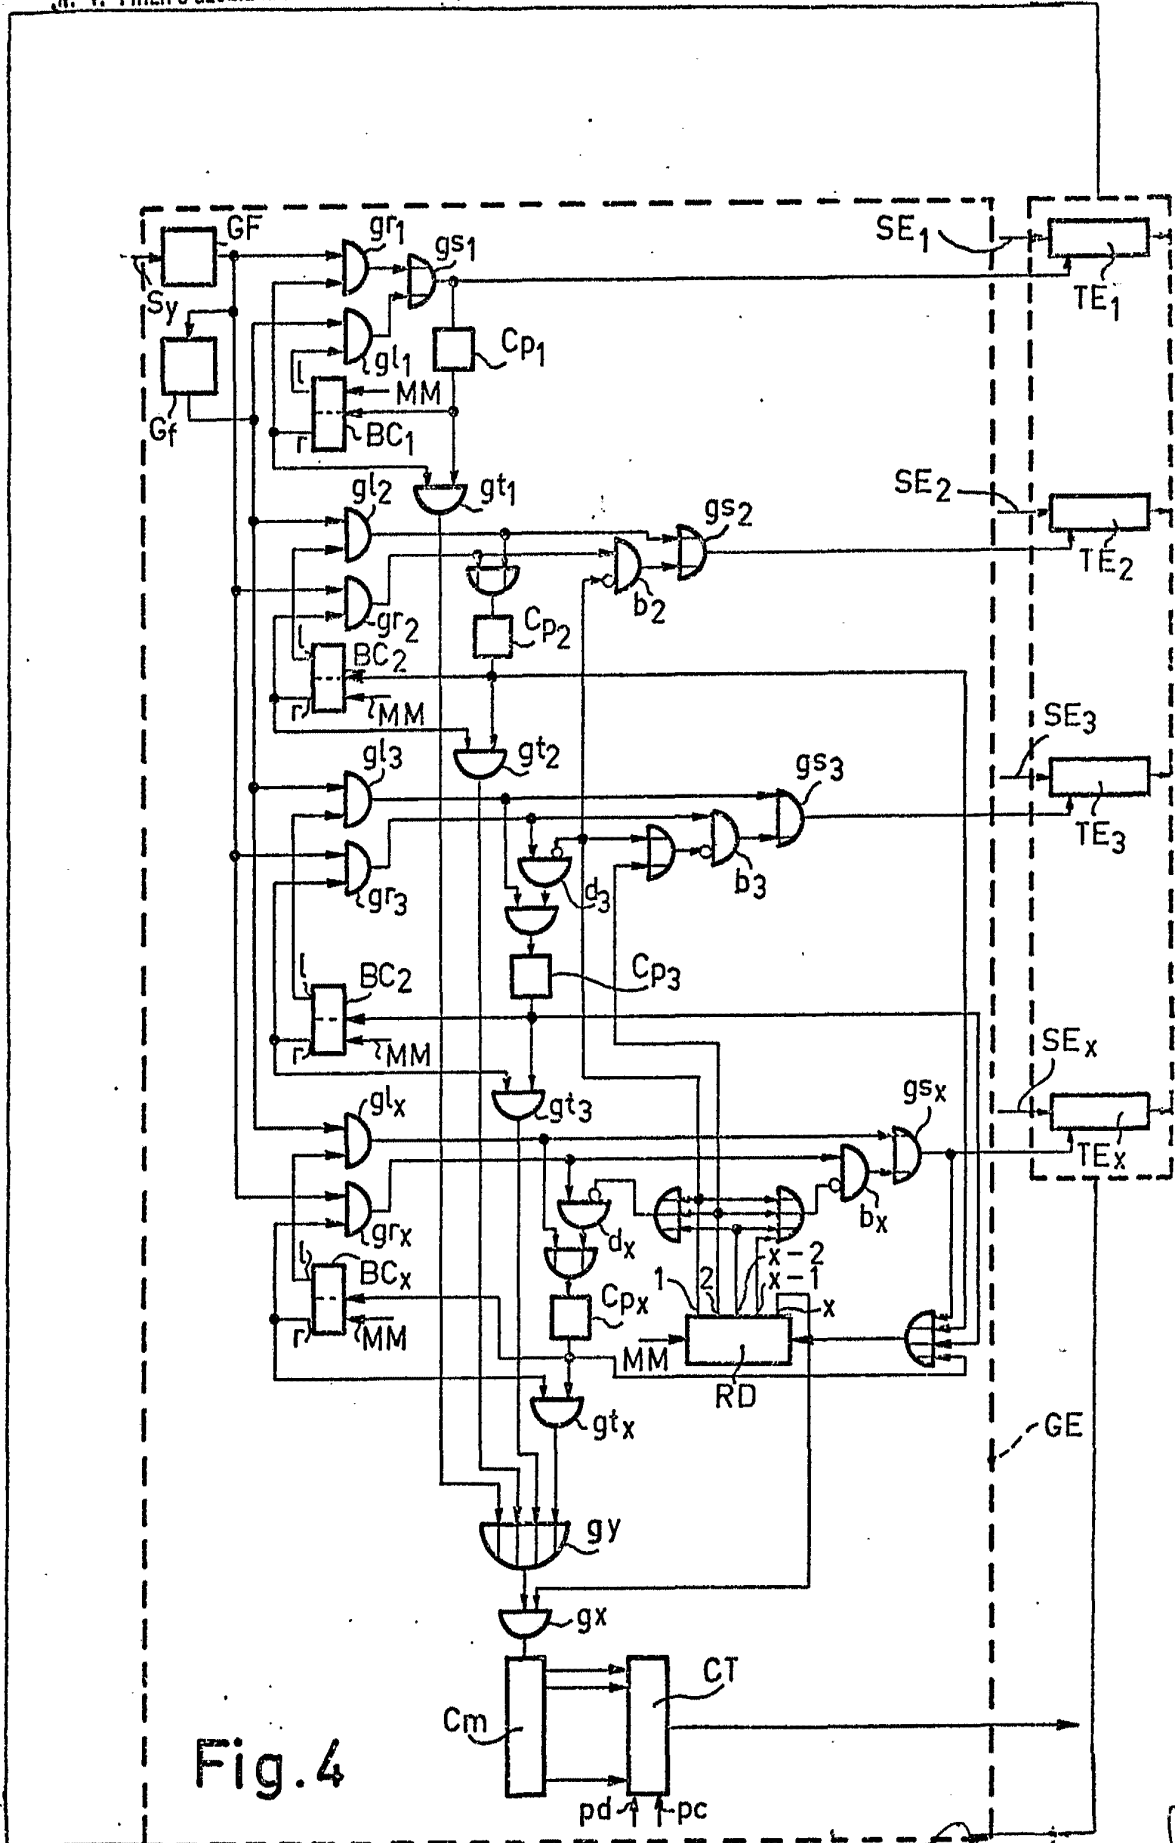 GF
gr1
gs1
SE1
Sy
TE1
gl1
Cp1
l
MM
Gf
r
BC1
gl2
gt1
SE2
gs2
TE2
b2
gr2
Cp2
l
BC2
r
MM
SE3
gl3
gt2
gs3
TE3
b3
gr3
d3
l
BC2
Cp3
r
MM
SEx
glx
gt3
gsx
TEx
bx
grx
dx
l
BCx
x-2
1
2
x-1
Cpx
x
r
MM
MM
RD
gtx
GE
gy
gx
CT
Cm
Fig.4
pd
pc